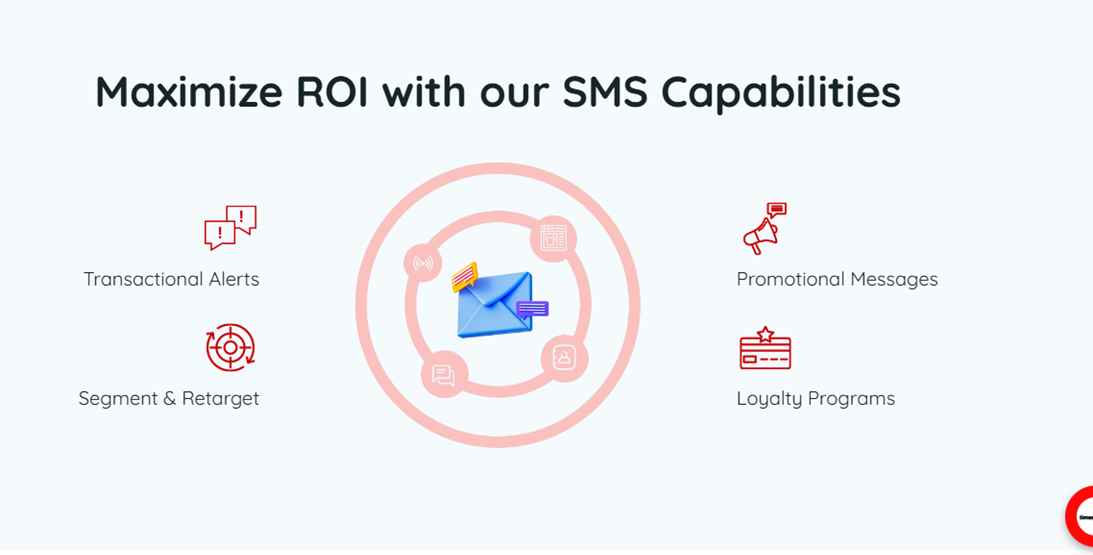 Maximize ROI with our SMS Capabilities
Transactional Alerts
Promotional Messages
Segment & Retarget
Loyalty Programs